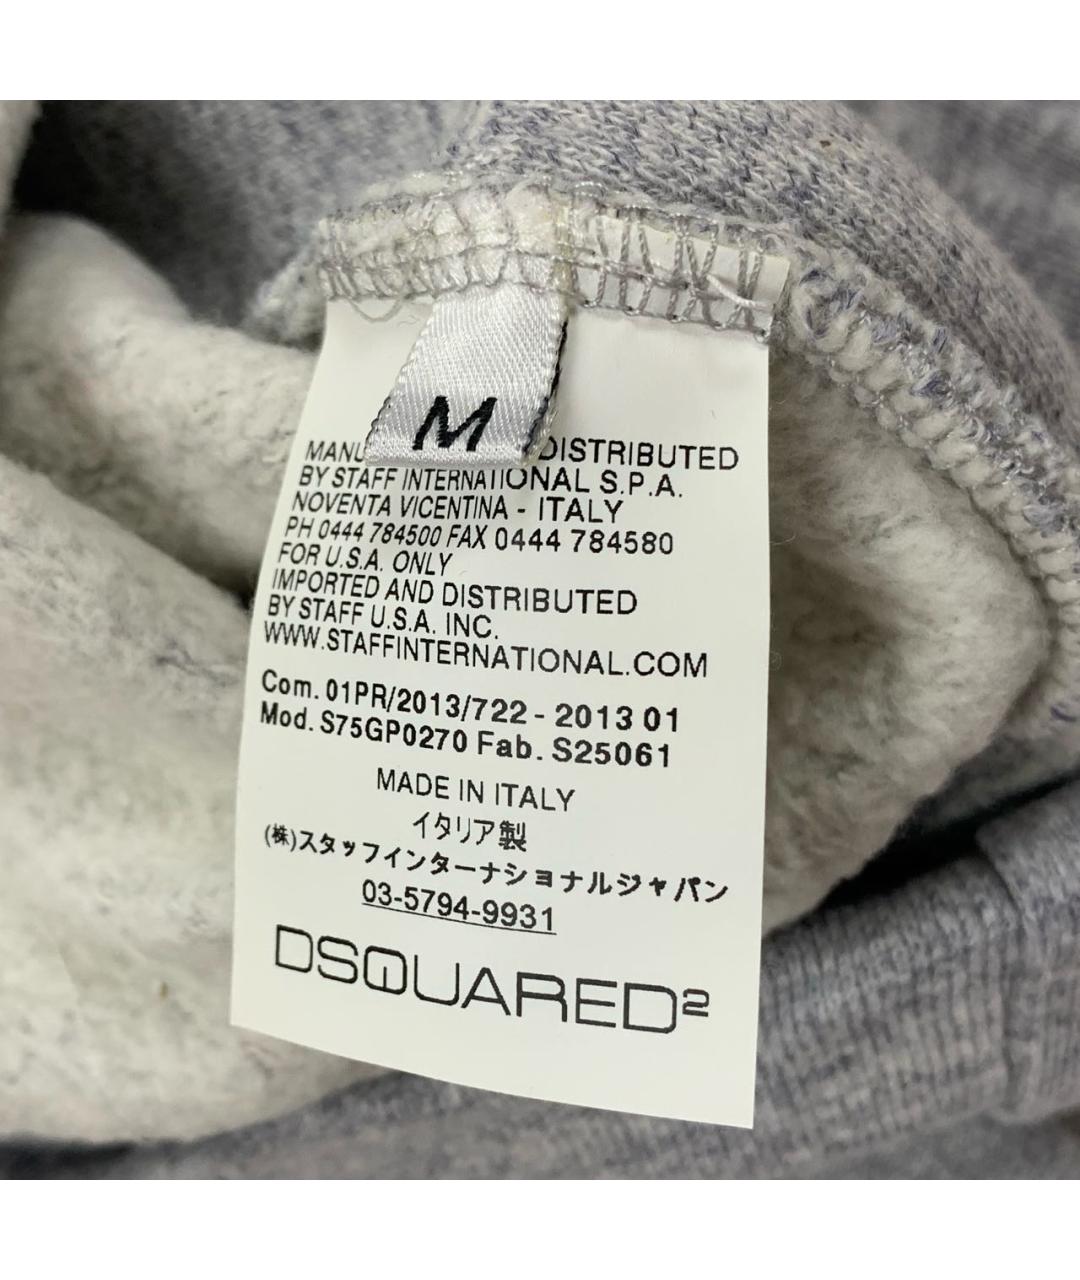 M
DISTRIBUTED
BY STAFF INTERNATIONAL S.P.A.
NOVENTA VICENTINA - ITALY
PH 0444 784500 FAX 0444 784580
FOR U.S.A. ONLY
IMPORTED AND DISTRIBUTED
BY STAFF U.S.A. INC.
WWW.STAFFINTERNATIONAL.COM
Com. 01PR/2013/722 - 2013 01
Mod. S75GP0270 Fab. S25061
MADE IN ITALY
イタリア製
(株)スタッフインターナショナルジャパン
03-5794-9931
DSQUARED2